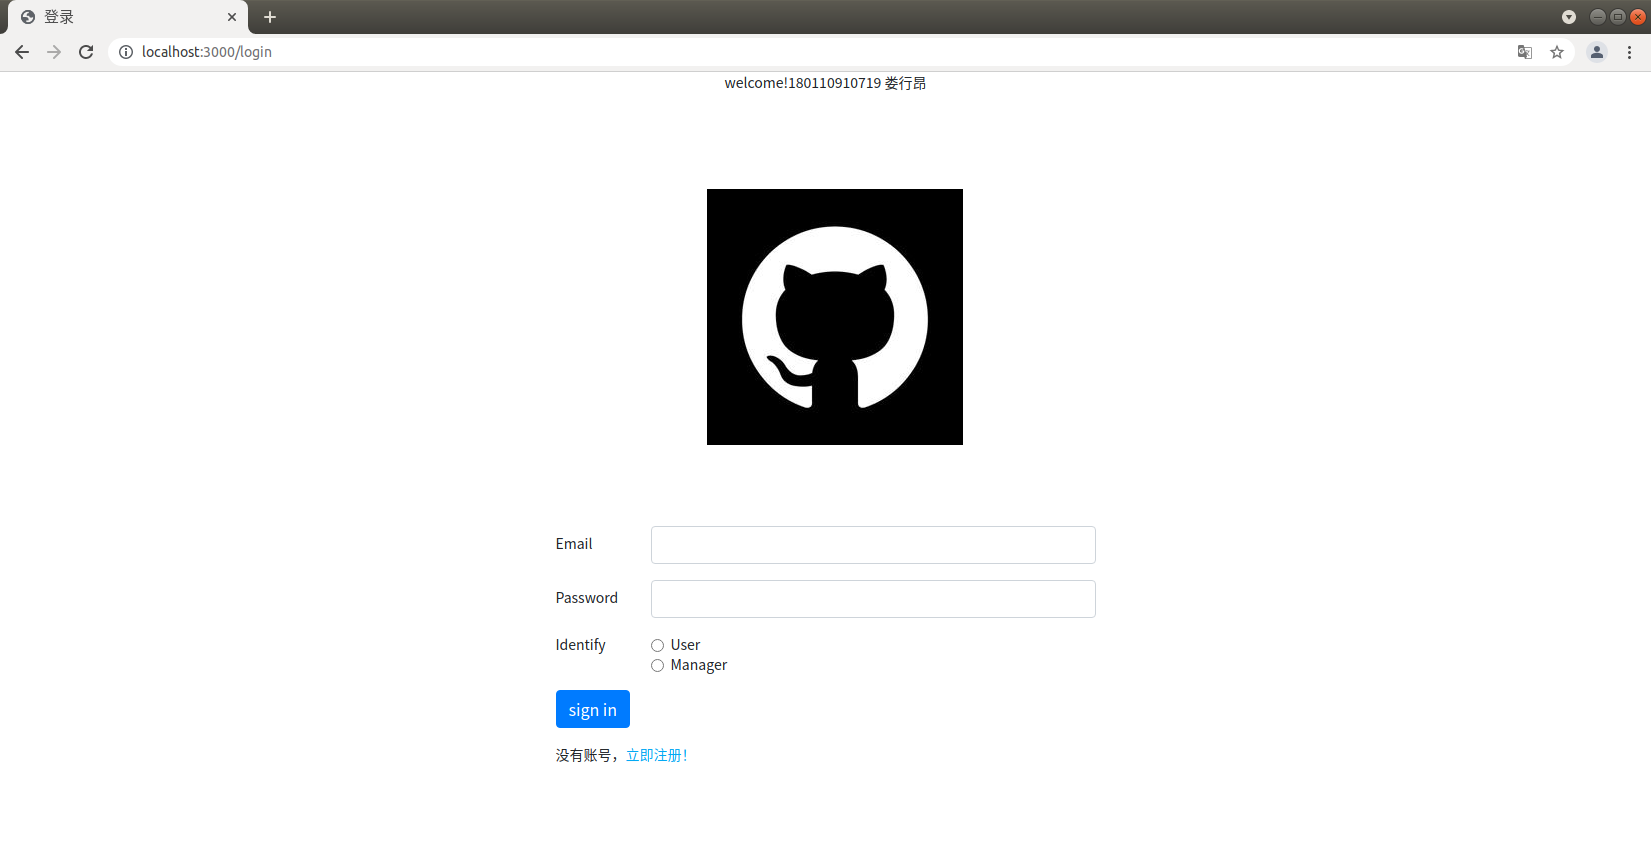 登录
localhost:3000/login
welcome!180110910719 娄行昂
Email
Password
Identify
User
Manager
sign in
没有账号，立即注册！